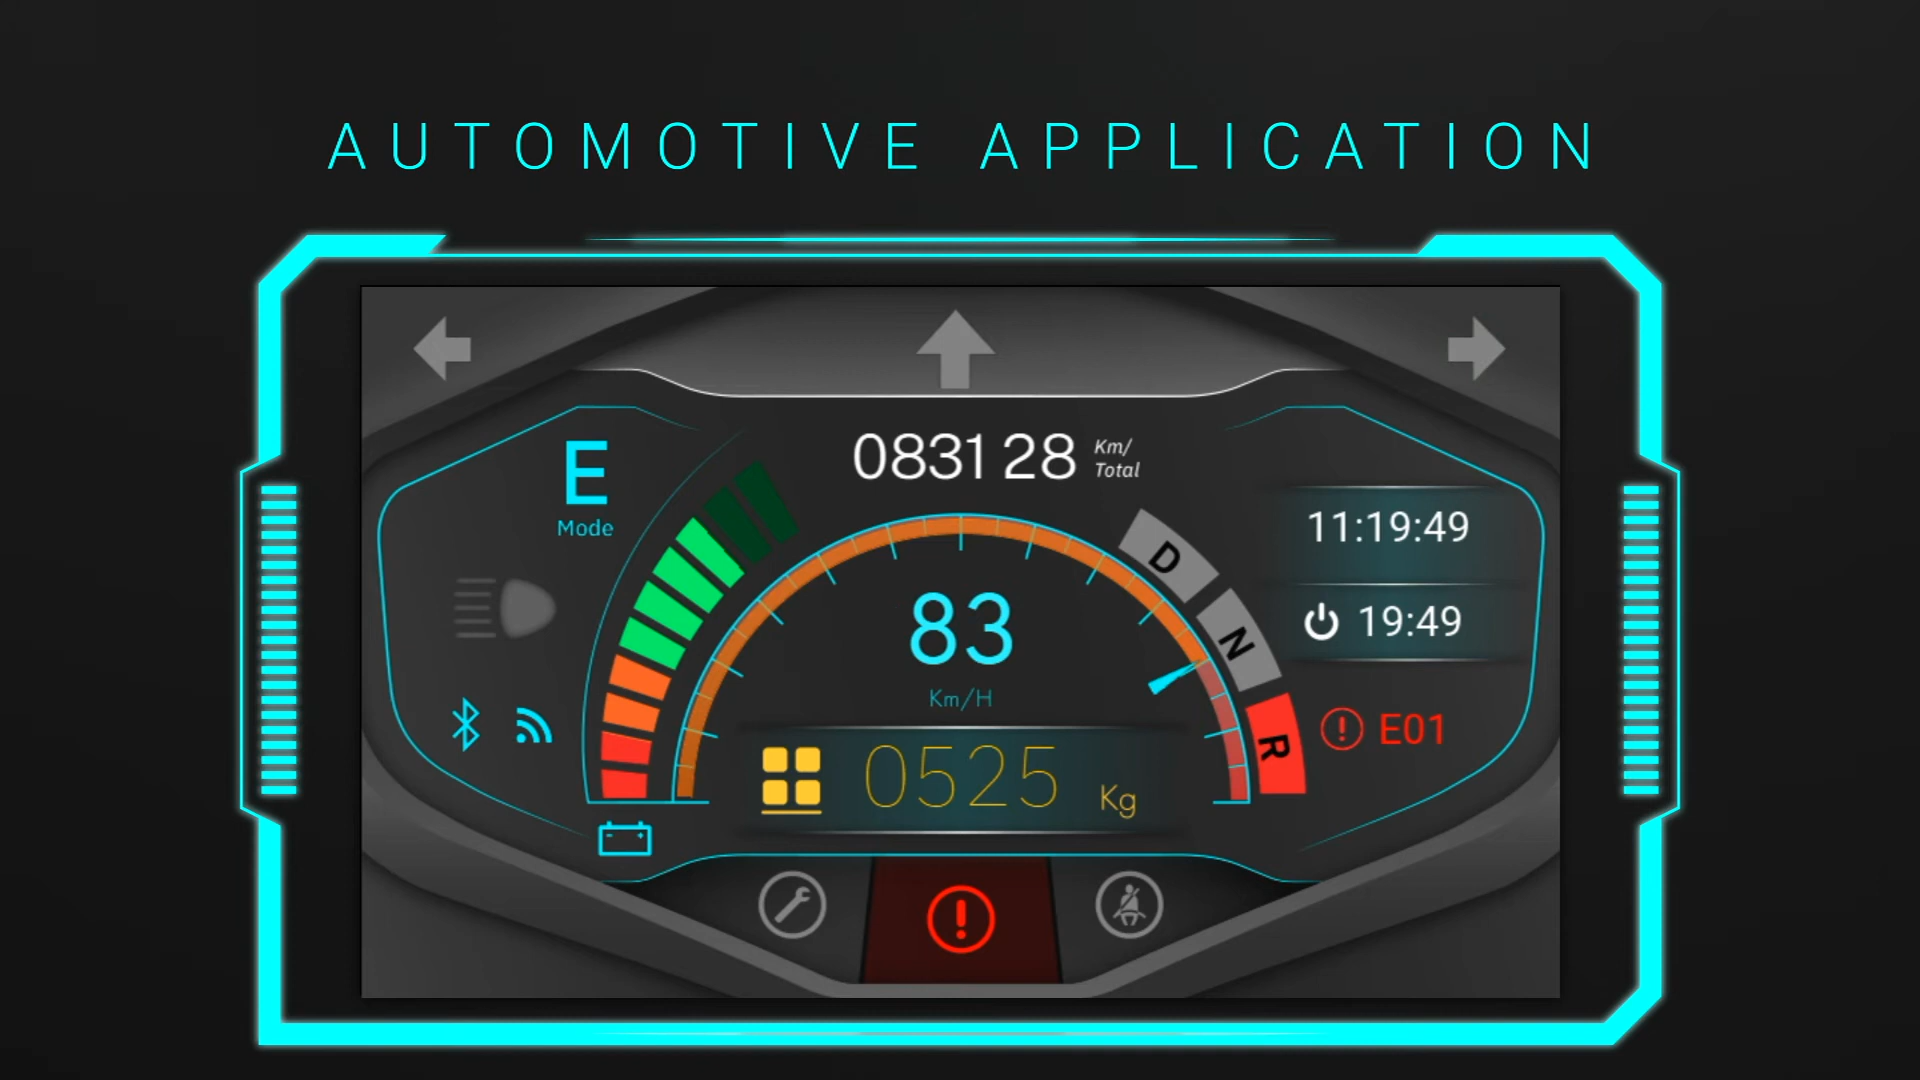 AUTOMOTIVE APPLICATION
083128 Km/
Total
E
Mode
11:19:49
19:49
D
N
R
83
Km/H
E01
0525 Kg